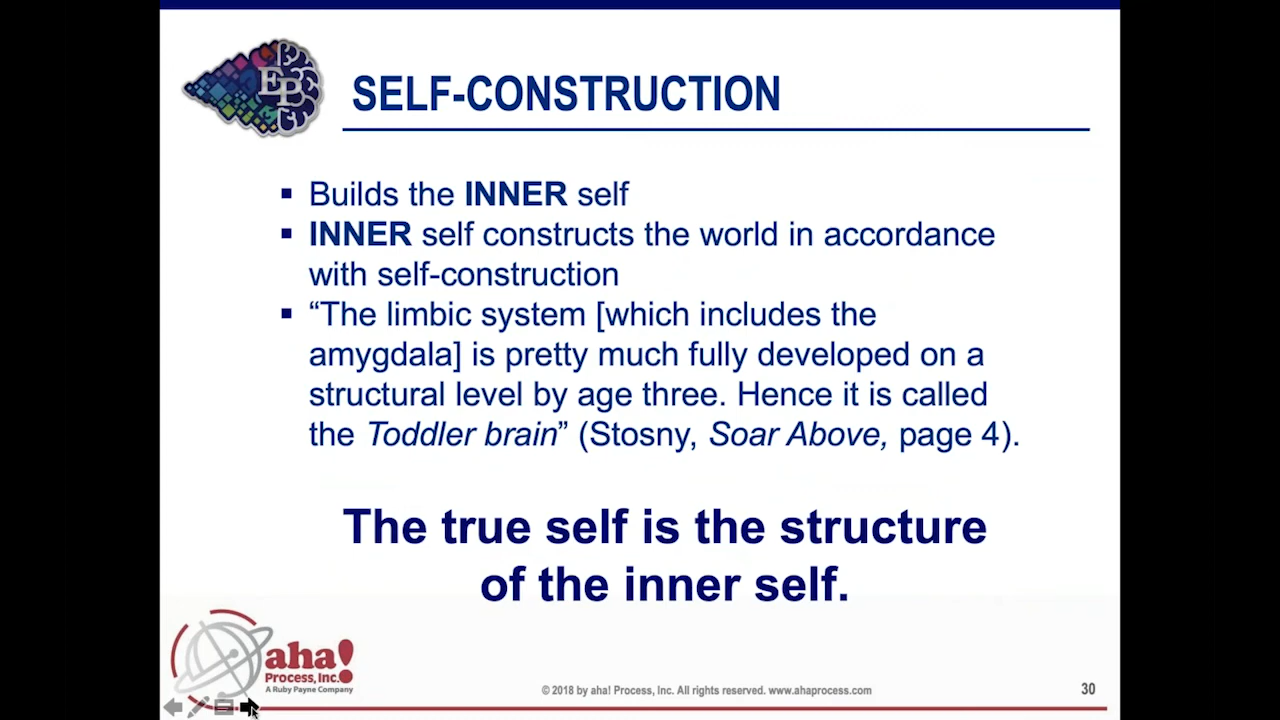 EP
SELF-CONSTRUCTION
▪ Builds the INNER self
▪ INNER self constructs the world in accordance
with self-construction
▪ “The limbic system [which includes the
amygdala] is pretty much fully developed on a
structural level by age three. Hence it is called
the Toddler brain” (Stosny, Soar Above, page 4).
The true self is the structure
of the inner self.
aha!
Process, Inc.
A Ruby Payne Company
© 2018 by aha! Process, Inc. All rights reserved. www.ahaprocess.com
30